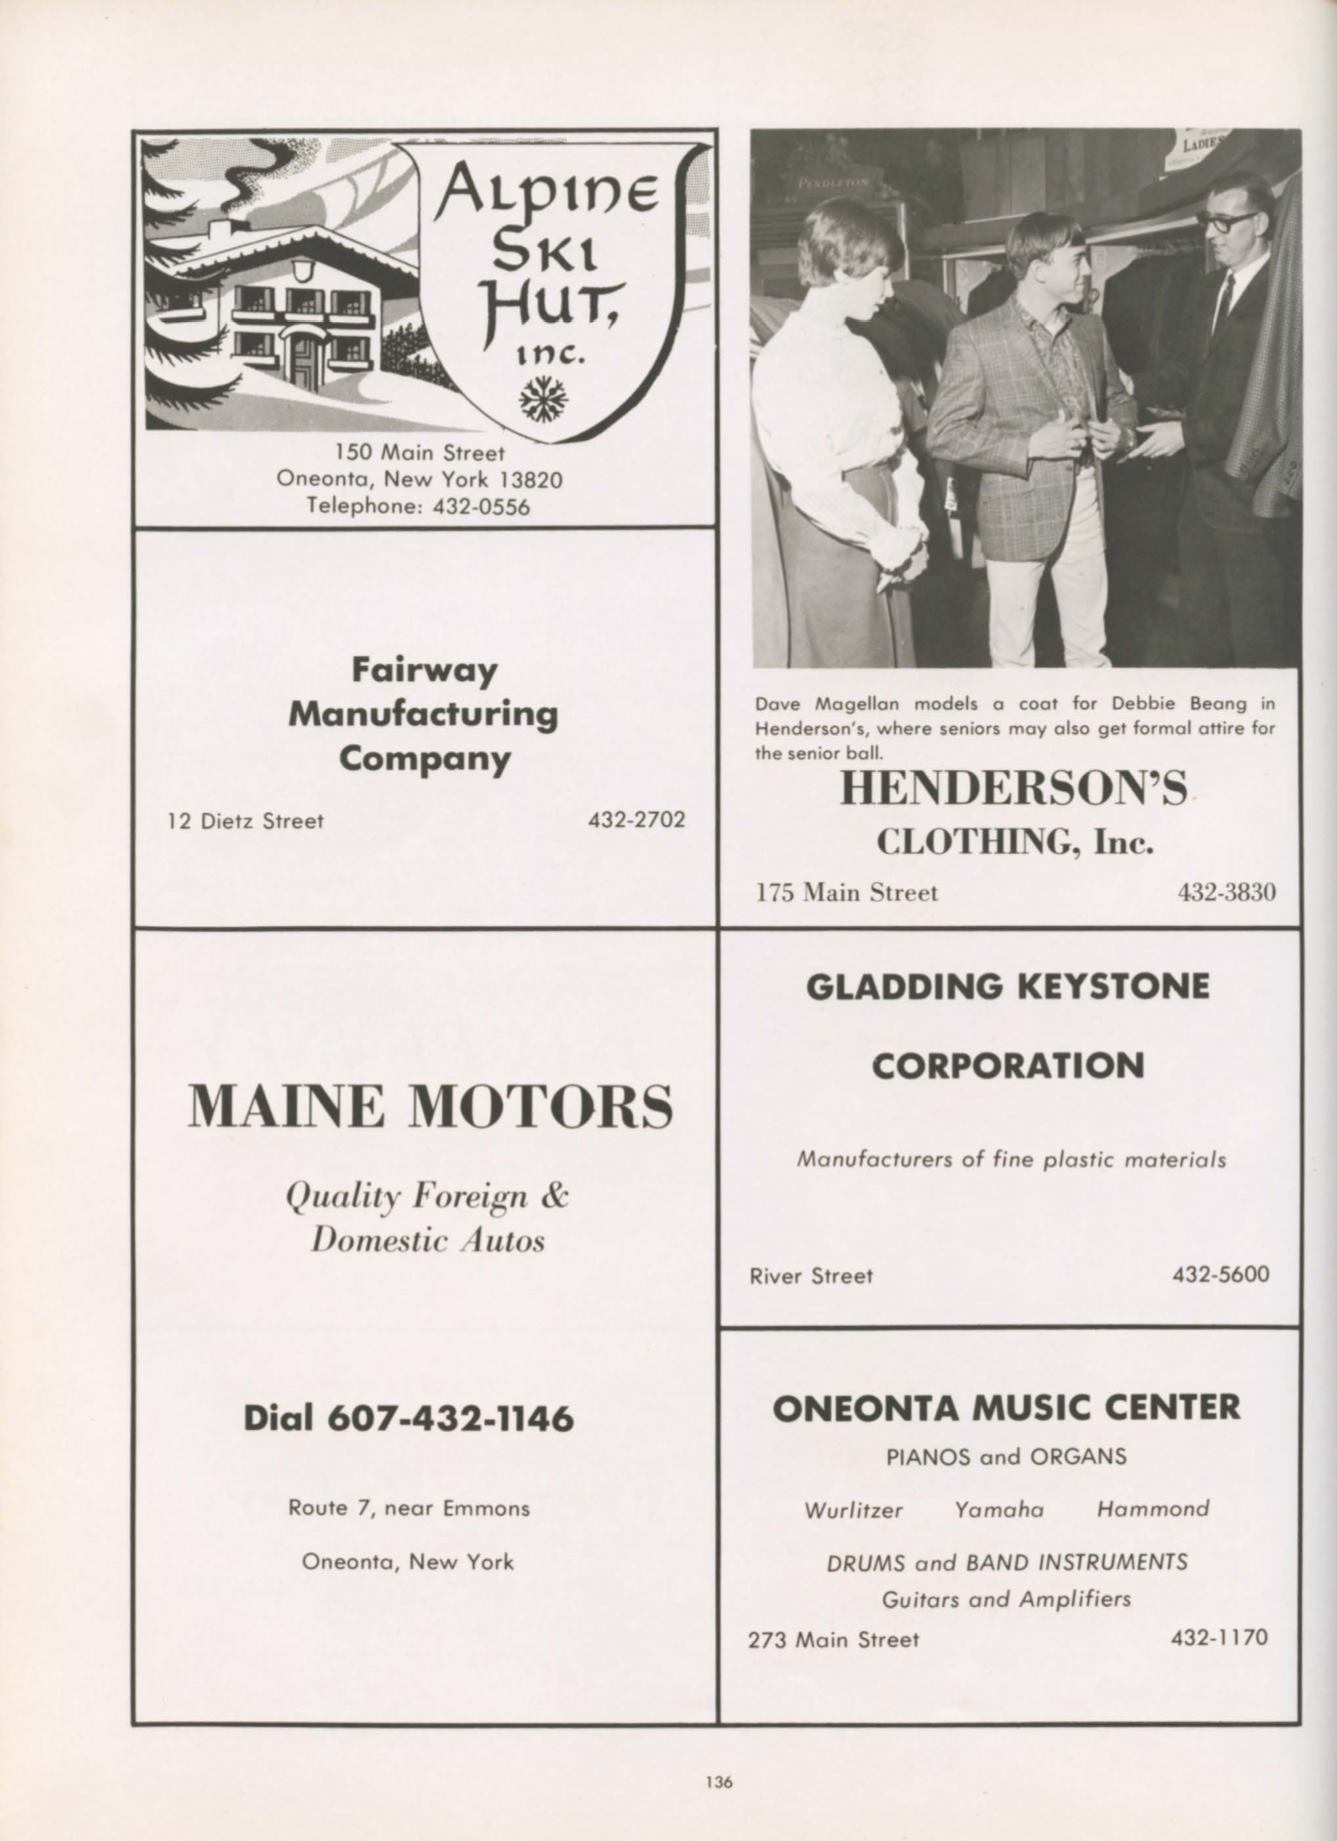 ALPINE
SKI
HUT,
INC.
150 Main Street
Oneonta, New York 13820
Telephone: 432-0556
Fairway
Manufacturing
Company
12 Dietz Street 432-2702
MAINE MOTORS
Quality Foreign &
Domestic Autos
Dial 607-432-1146
Route 7, near Emmons
Oneonta, New York
PENDLETON
LADIES
Dave Magellan models a coat for Debbie Beang in
Henderson's, where seniors may also get formal attire for
the senior ball.
HENDERSON'S
CLOTHING, Inc.
175 Main Street 432-3830
GLADDING KEYSTONE
CORPORATION
Manufacturers of fine plastic materials
River Street 432-5600
ONEONTA MUSIC CENTER
PIANOS and ORGANS
Wurlitzer Yamaha Hammond
DRUMS and BAND INSTRUMENTS
Guitars and Amplifiers
273 Main Street 432-1170
136